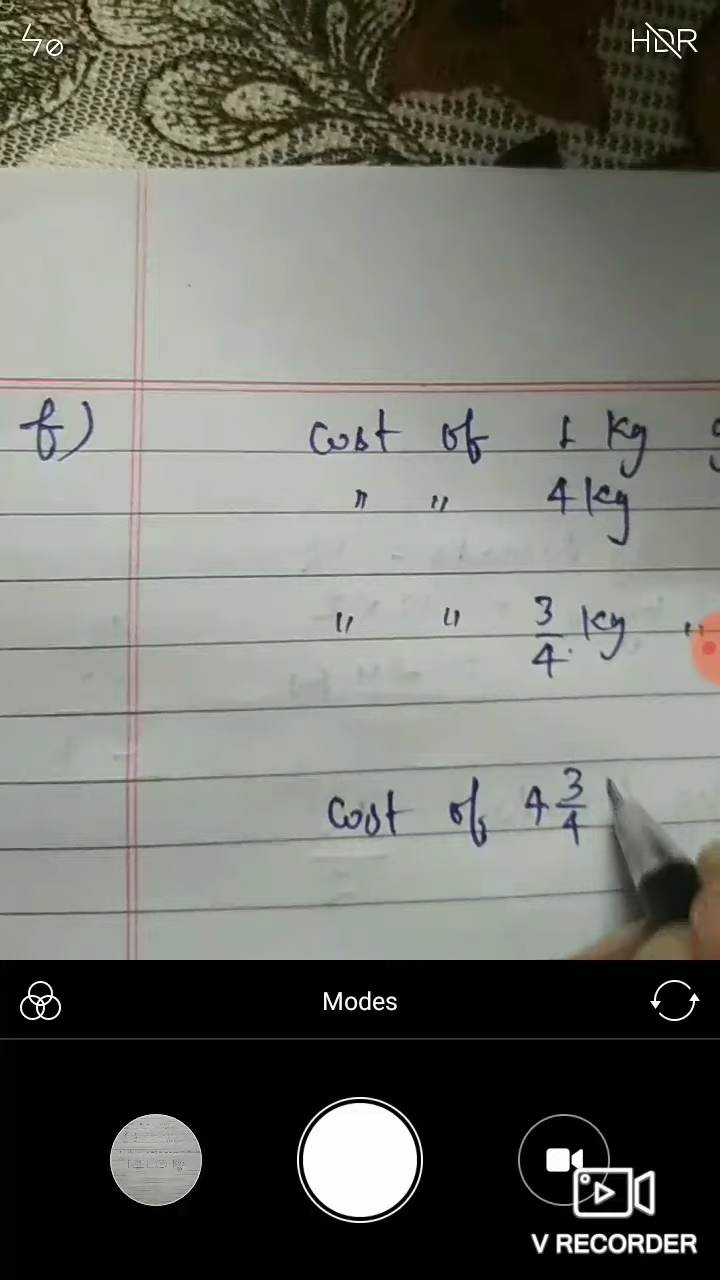 HDR
f) Cost of 1 kg g
" " 4 kg
" " 3/4 kg "
Cost of 4 3/4
Modes
V RECORDER